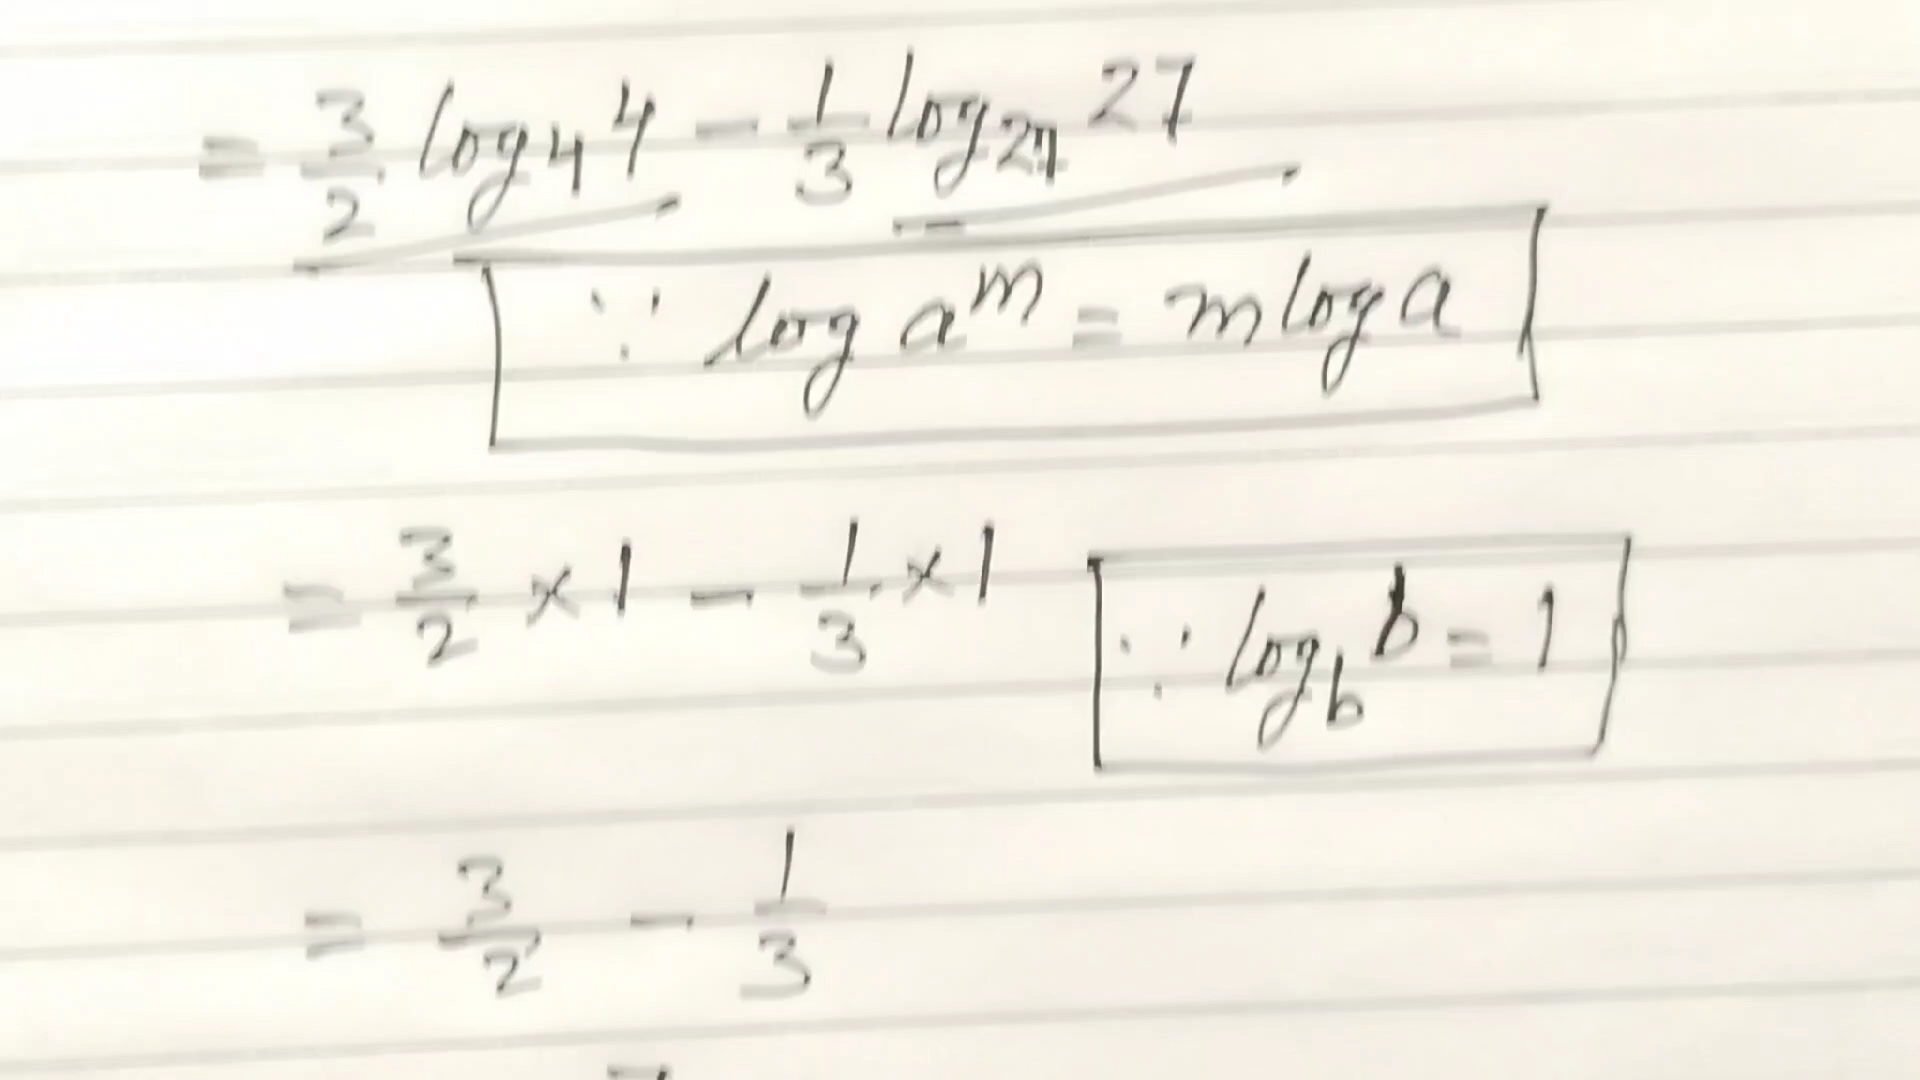 = 3/2 log₄ 4 - 1/3 log₂₇ 27
∵ log aᵐ = m log a
= 3/2 × 1 - 1/3 × 1 ∵ log_b b = 1
= 3/2 - 1/3